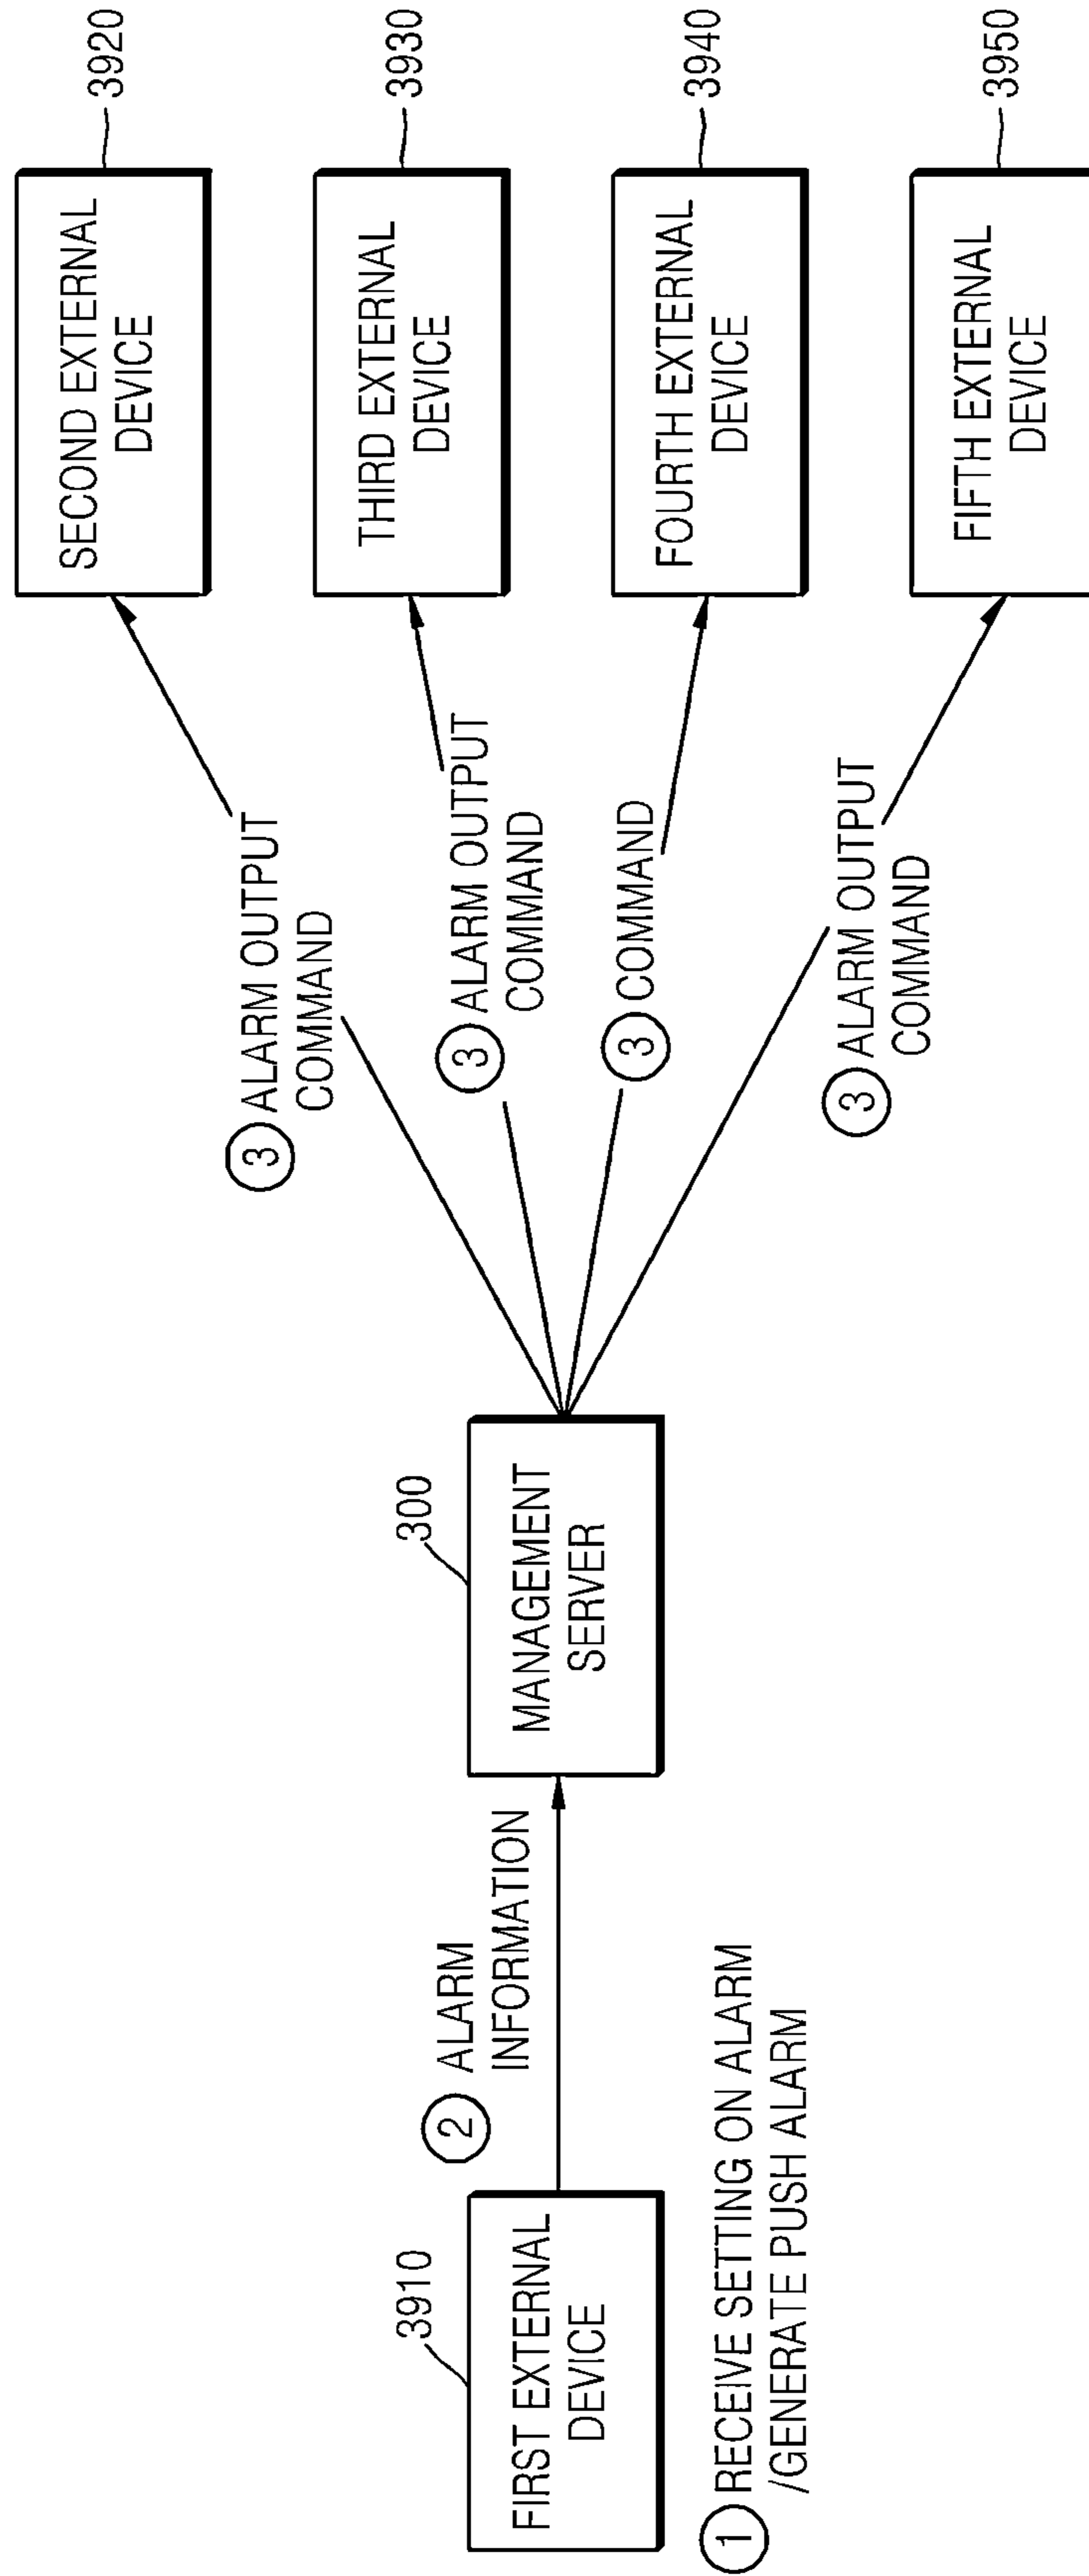 3910
FIRST EXTERNAL
DEVICE
1 RECEIVE SETTING ON ALARM
/GENERATE PUSH ALARM
2 ALARM
INFORMATION
300
MANAGEMENT
SERVER
3 ALARM OUTPUT
COMMAND
3 ALARM OUTPUT
COMMAND
3 COMMAND
3 ALARM OUTPUT
COMMAND
SECOND EXTERNAL
DEVICE
3920
THIRD EXTERNAL
DEVICE
3930
FOURTH EXTERNAL
DEVICE
3940
FIFTH EXTERNAL
DEVICE
3950